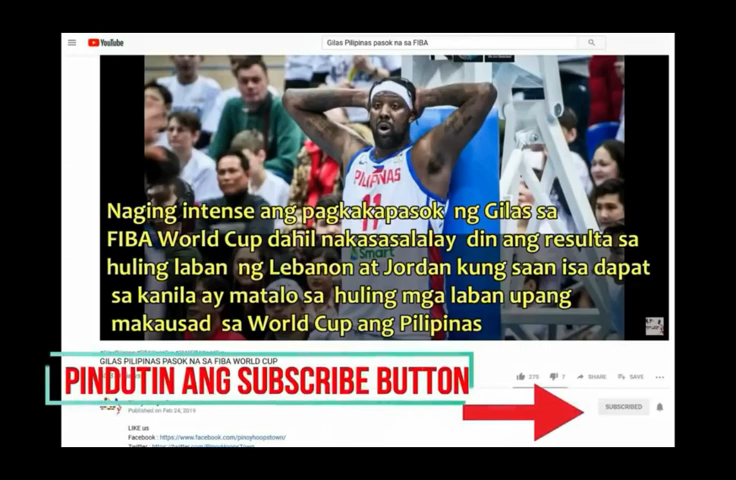 YouTube
Gilas Pilipinas pasok na sa FIBA
PILIPINAS
11
Smart
Naging intense ang pagkakapasok ng Gilas sa
FIBA World Cup dahil nakasasalalay din ang resulta sa
huling laban ng Lebanon at Jordan kung saan isa dapat
sa kanila ay matalo sa huling mga laban upang
makausad sa World Cup ang Pilipinas
GILAS PILIPINAS PASOK NA SA FIBA WORLD CUP
PINDUTIN ANG SUBSCRIBE BUTTON
275
7
SHARE
SAVE
SUBSCRIBED
Published on Feb 24, 2019
LIKE us
Facebook : https://www.facebook.com/pinoyhoopstown/